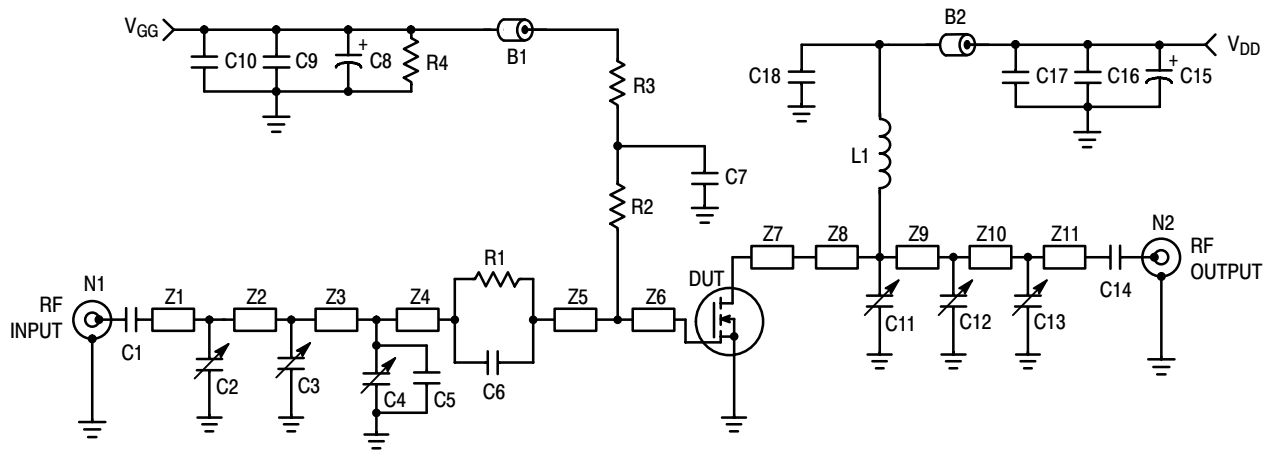 V_GG
C10
C9
+
C8
R4
B1
R3
C7
R2
B2
C18
C17
C16
+
C15
V_DD
L1
N1
RF
INPUT
C1
Z1
C2
Z2
C3
Z3
C4
C5
Z4
R1
C6
Z5
Z6
DUT
Z7
Z8
C11
Z9
C12
Z10
C13
Z11
C14
N2
RF
OUTPUT